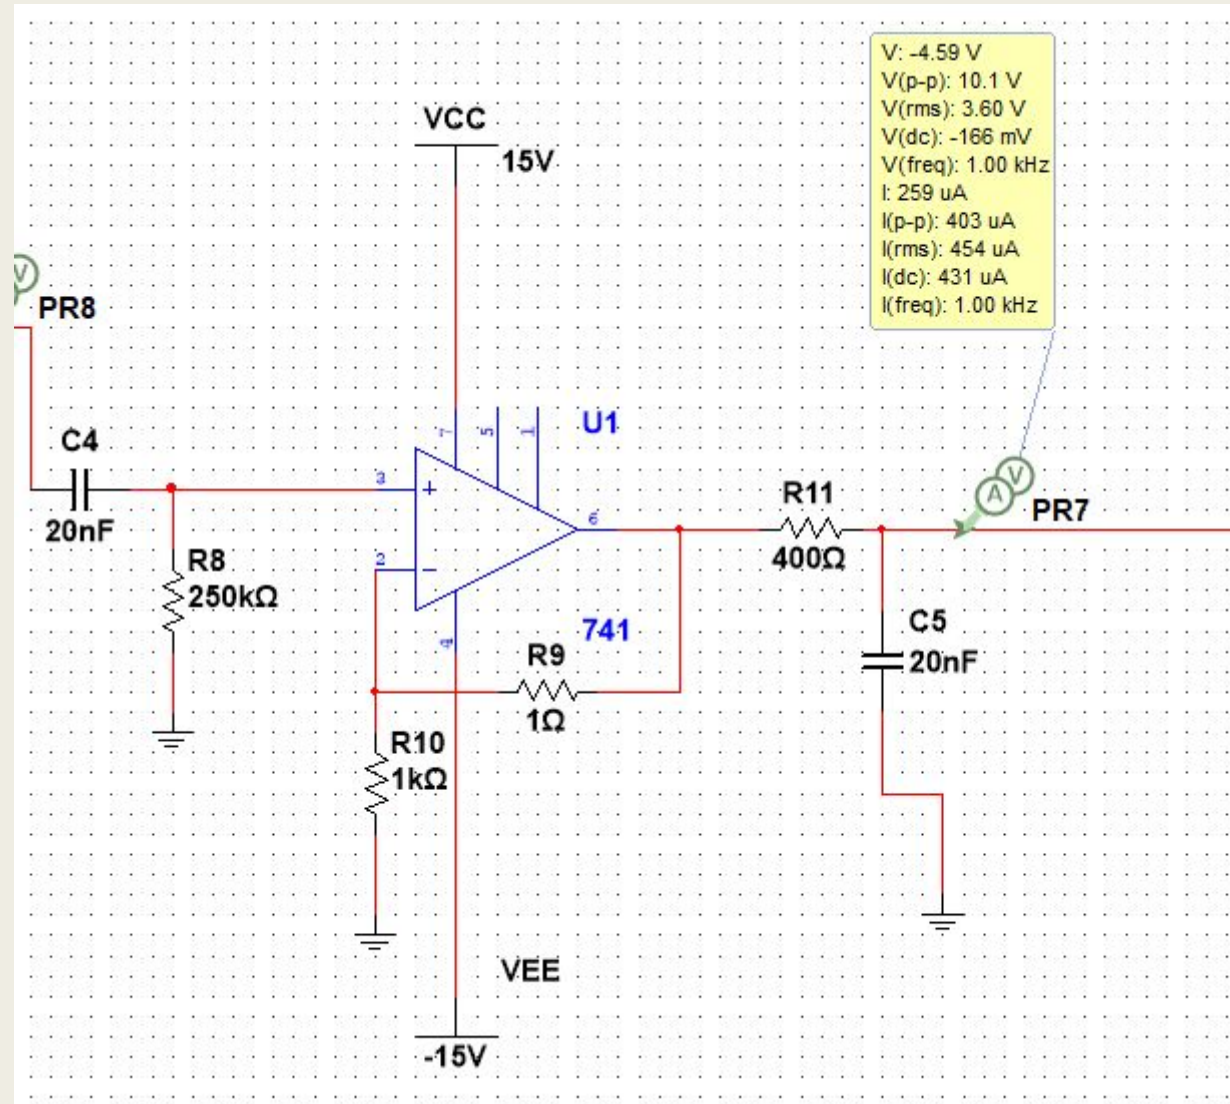 V: -4.59 V
V(p-p): 10.1 V
V(rms): 3.60 V
V(dc): -166 mV
V(freq): 1.00 kHz
I: 259 uA
I(p-p): 403 uA
I(rms): 454 uA
I(dc): 431 uA
I(freq): 1.00 kHz
VCC
15V
V
PR8
C4
20nF
R8
250kΩ
7
5
1
U1
3
+
2
−
6
4
741
R9
1Ω
R10
1kΩ
R11
400Ω
A
V
PR7
C5
20nF
VEE
-15V